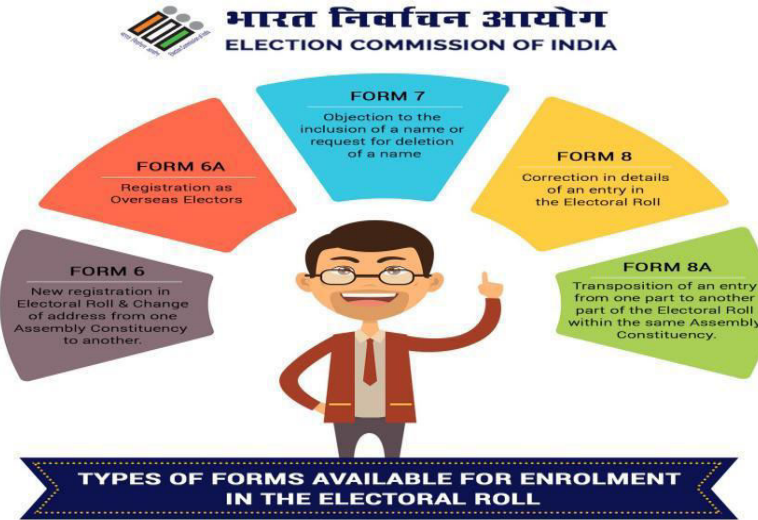 भारत निर्वाचन आयोग
ELECTION COMMISSION OF INDIA
FORM 6
New registration in
Electoral Roll & Change
of address from one
Assembly Constituency
to another.
FORM 6A
Registration as
Overseas Electors
FORM 7
Objection to the
inclusion of a name or
request for deletion
of a name
FORM 8
Correction in details
of an entry in
the Electoral Roll
FORM 8A
Transposition of an entry
from one part to another
part of the Electoral Roll
within the same Assembly
Constituency.
TYPES OF FORMS AVAILABLE FOR ENROLMENT
IN THE ELECTORAL ROLL